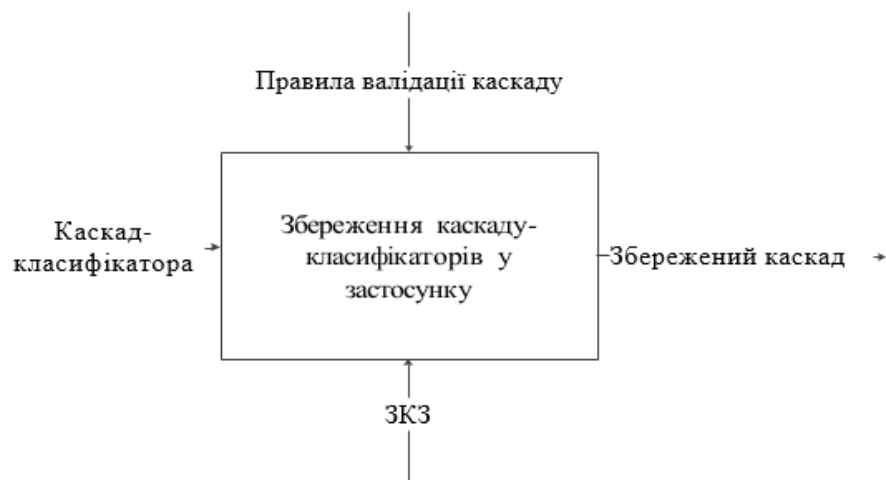 Правила валідації каскаду
Каскад-
класифікатора
Збереження каскаду-
класифікаторів у
застосунку
Збережений каскад
ЗКЗ